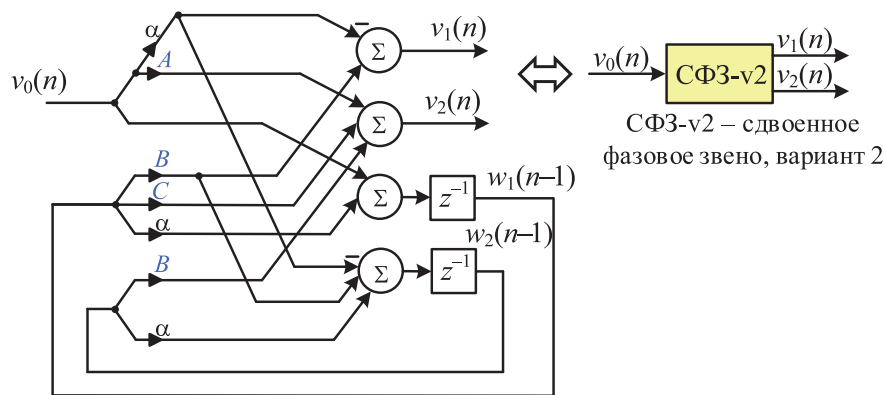 v₀(n)
α
A
−
Σ
v₁(n)
Σ
v₂(n)
B
C
α
Σ
z⁻¹
w₁(n−1)
B
α
−
Σ
z⁻¹
w₂(n−1)
v₀(n)
СФЗ-v2
v₁(n)
v₂(n)
СФЗ-v2 – сдвоенное
фазовое звено, вариант 2